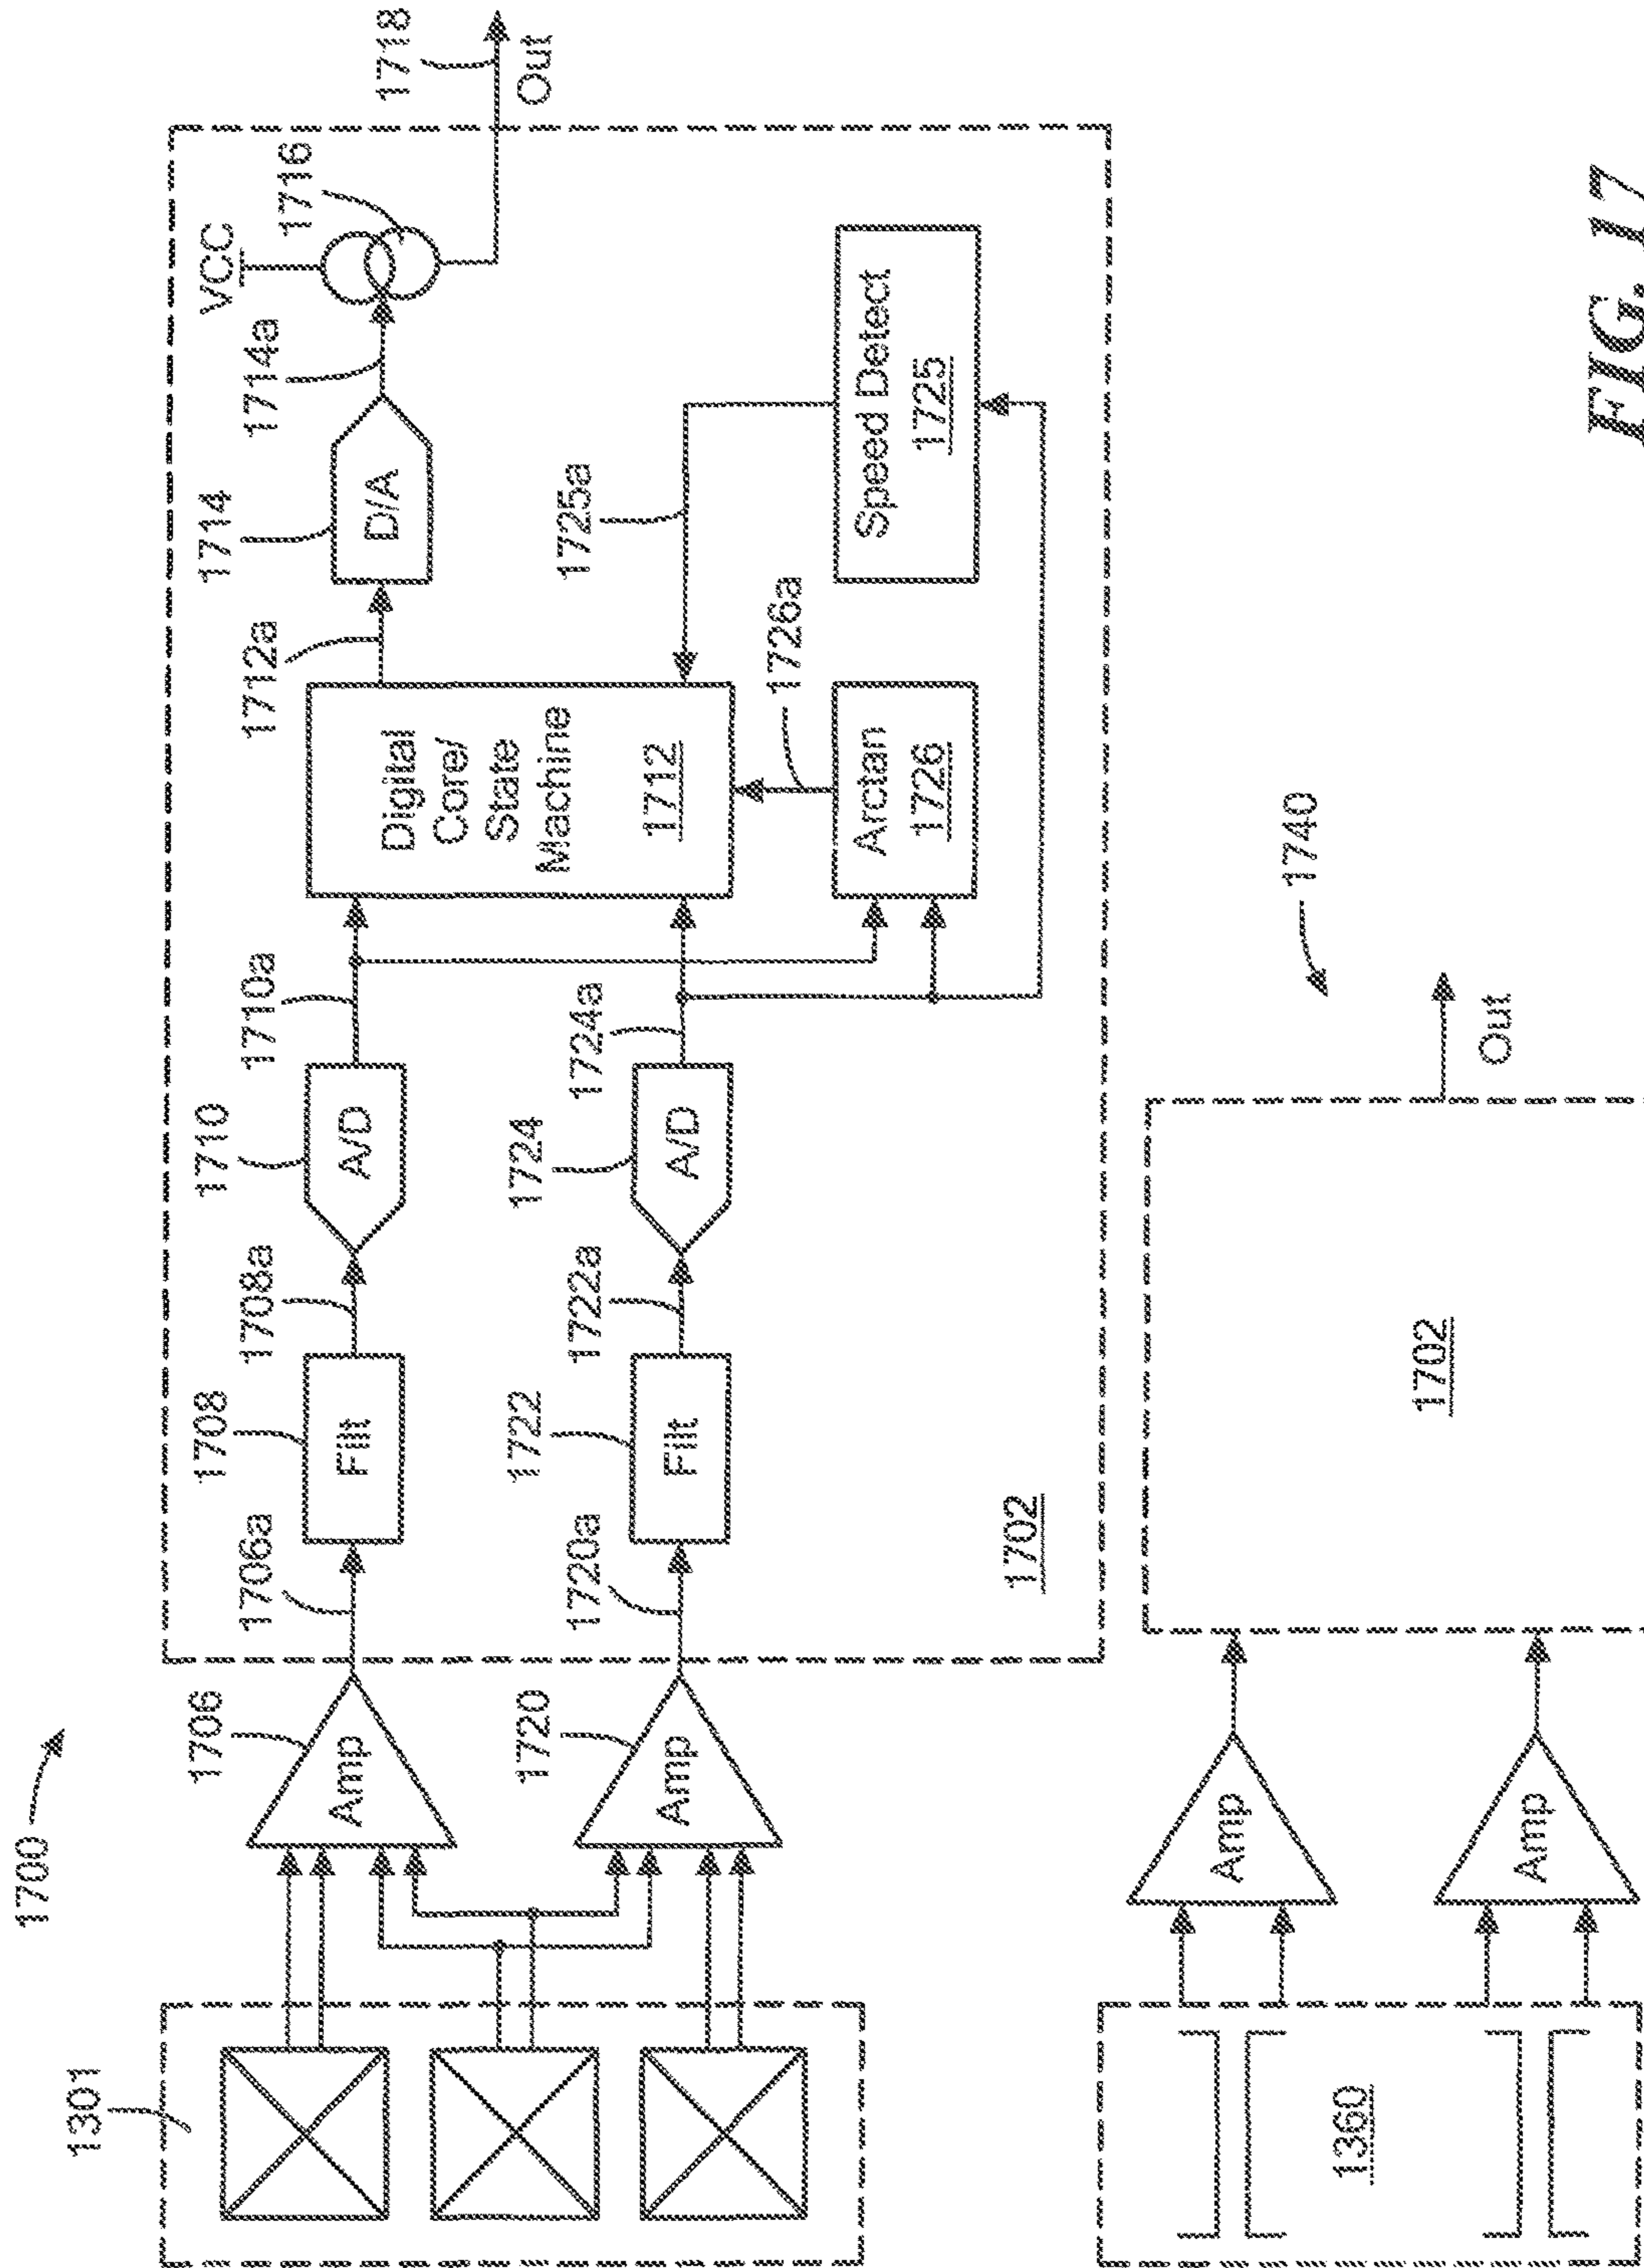 1700
1301
1706
Amp
1706a
1708
Filt
1708a
1710
A/D
1710a
Digital
Core/
State
Machine
1712
1712a
1714
D/A
1714a
VCC
1716
1718
Out
1720
Amp
1720a
1722
Filt
1722a
1724
A/D
1724a
1725a
1726a
Arctan
1726
Speed Detect
1725
1702
1740
1360
Amp
Amp
1702
Out
FIG. 17